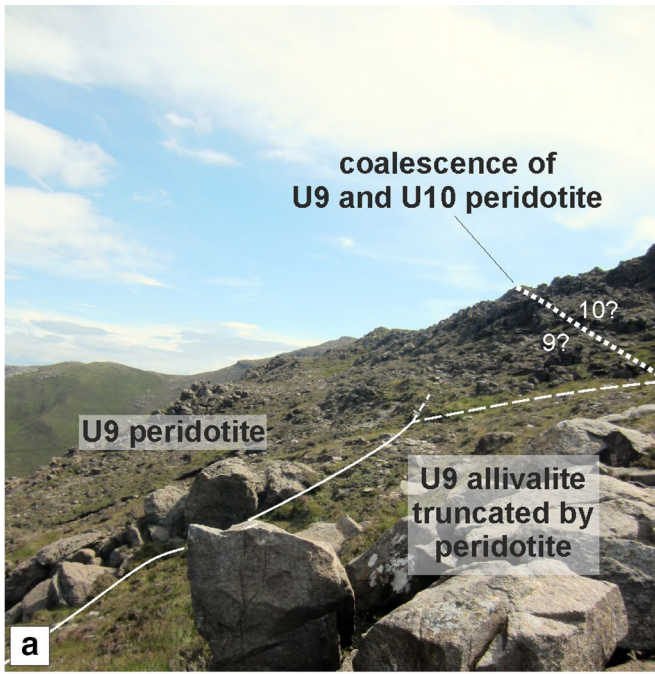 coalescence of
U9 and U10 peridotite
10?
9?
U9 peridotite
U9 allivalite
truncated by
peridotite
a